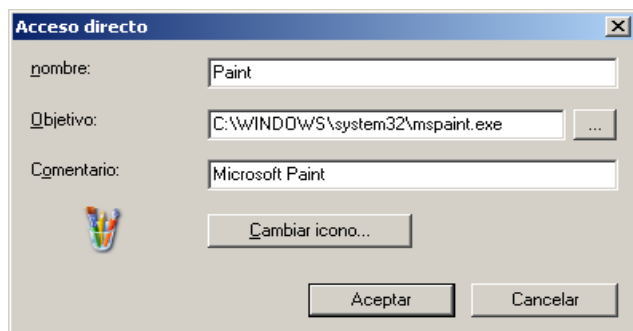 Acceso directo
nombre: Paint
Objetivo: C:\WINDOWS\system32\mspaint.exe ...
Comentario: Microsoft Paint
Cambiar icono...
Aceptar Cancelar